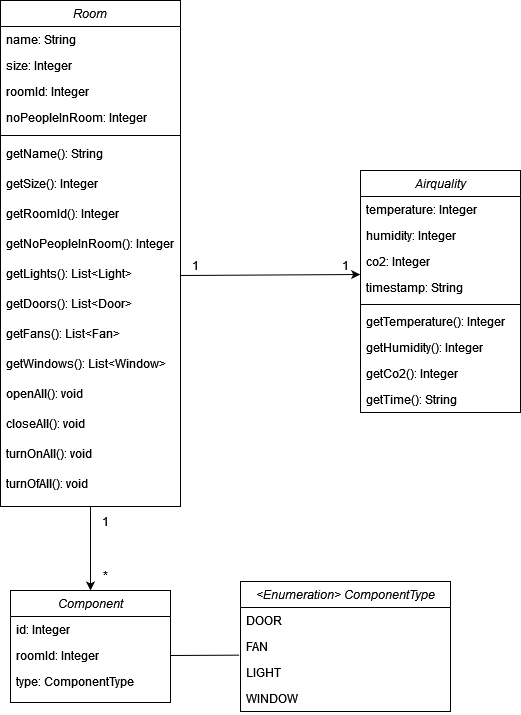 Room
name: String
size: Integer
roomId: Integer
noPeopleInRoom: Integer
getName(): String
getSize(): Integer
getRoomId(): Integer
getNoPeopleInRoom(): Integer
getLights(): List<Light>
getDoors(): List<Door>
getFans(): List<Fan>
getWindows(): List<Window>
openAll(): void
closeAll(): void
turnOnAll(): void
turnOfAll(): void
1
1
Airquality
temperature: Integer
humidity: Integer
co2: Integer
timestamp: String
getTemperature(): Integer
getHumidity(): Integer
getCo2(): Integer
getTime(): String
1
*
Component
id: Integer
roomId: Integer
type: ComponentType
<Enumeration> ComponentType
DOOR
FAN
LIGHT
WINDOW